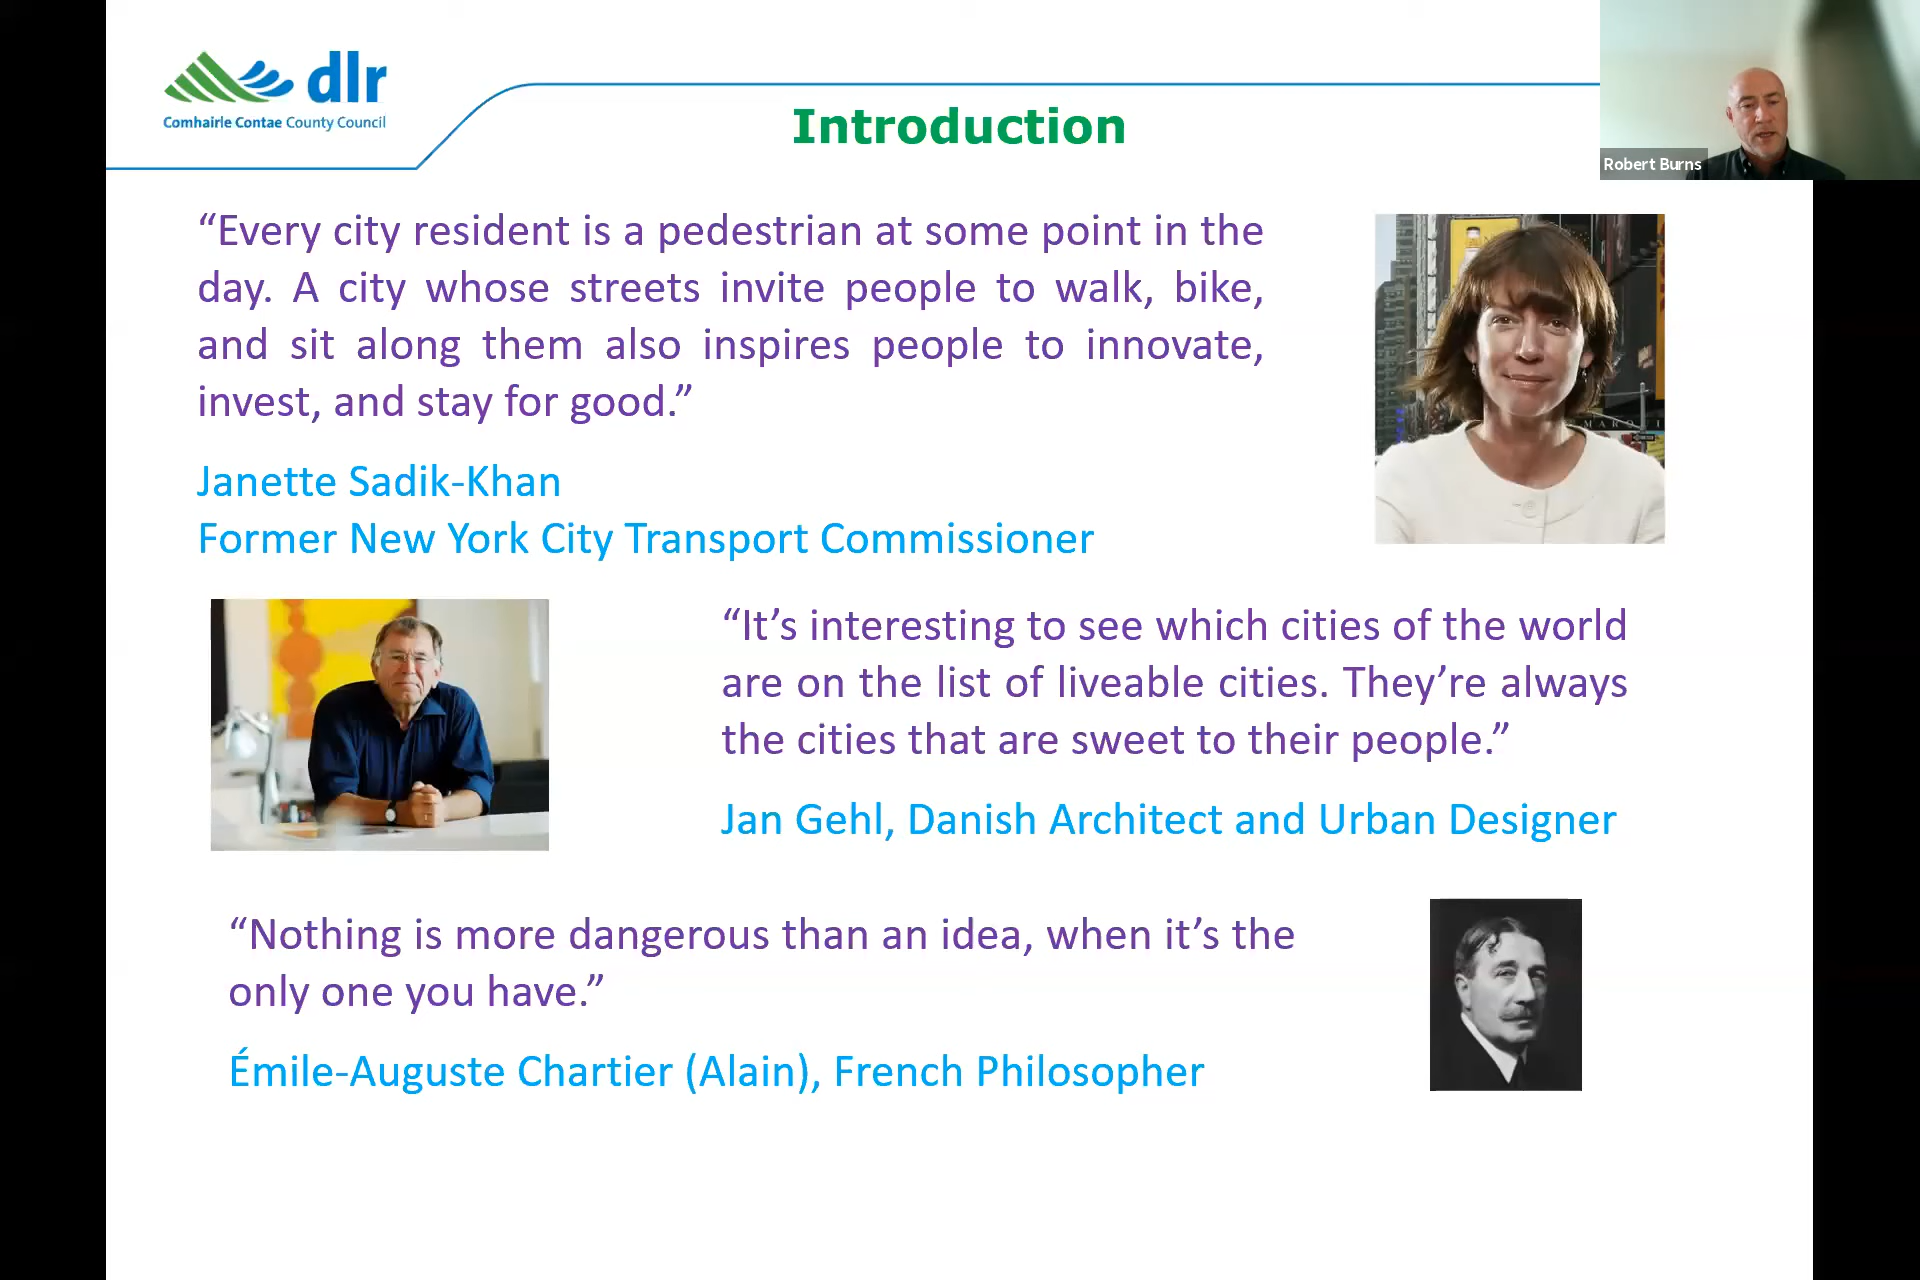 dlr
Comhairle Contae County Council
Introduction
Robert Burns
“Every city resident is a pedestrian at some point in the
day. A city whose streets invite people to walk, bike,
and sit along them also inspires people to innovate,
invest, and stay for good.”
Janette Sadik-Khan
Former New York City Transport Commissioner
“It’s interesting to see which cities of the world
are on the list of liveable cities. They’re always
the cities that are sweet to their people.”
Jan Gehl, Danish Architect and Urban Designer
“Nothing is more dangerous than an idea, when it’s the
only one you have.”
Émile-Auguste Chartier (Alain), French Philosopher